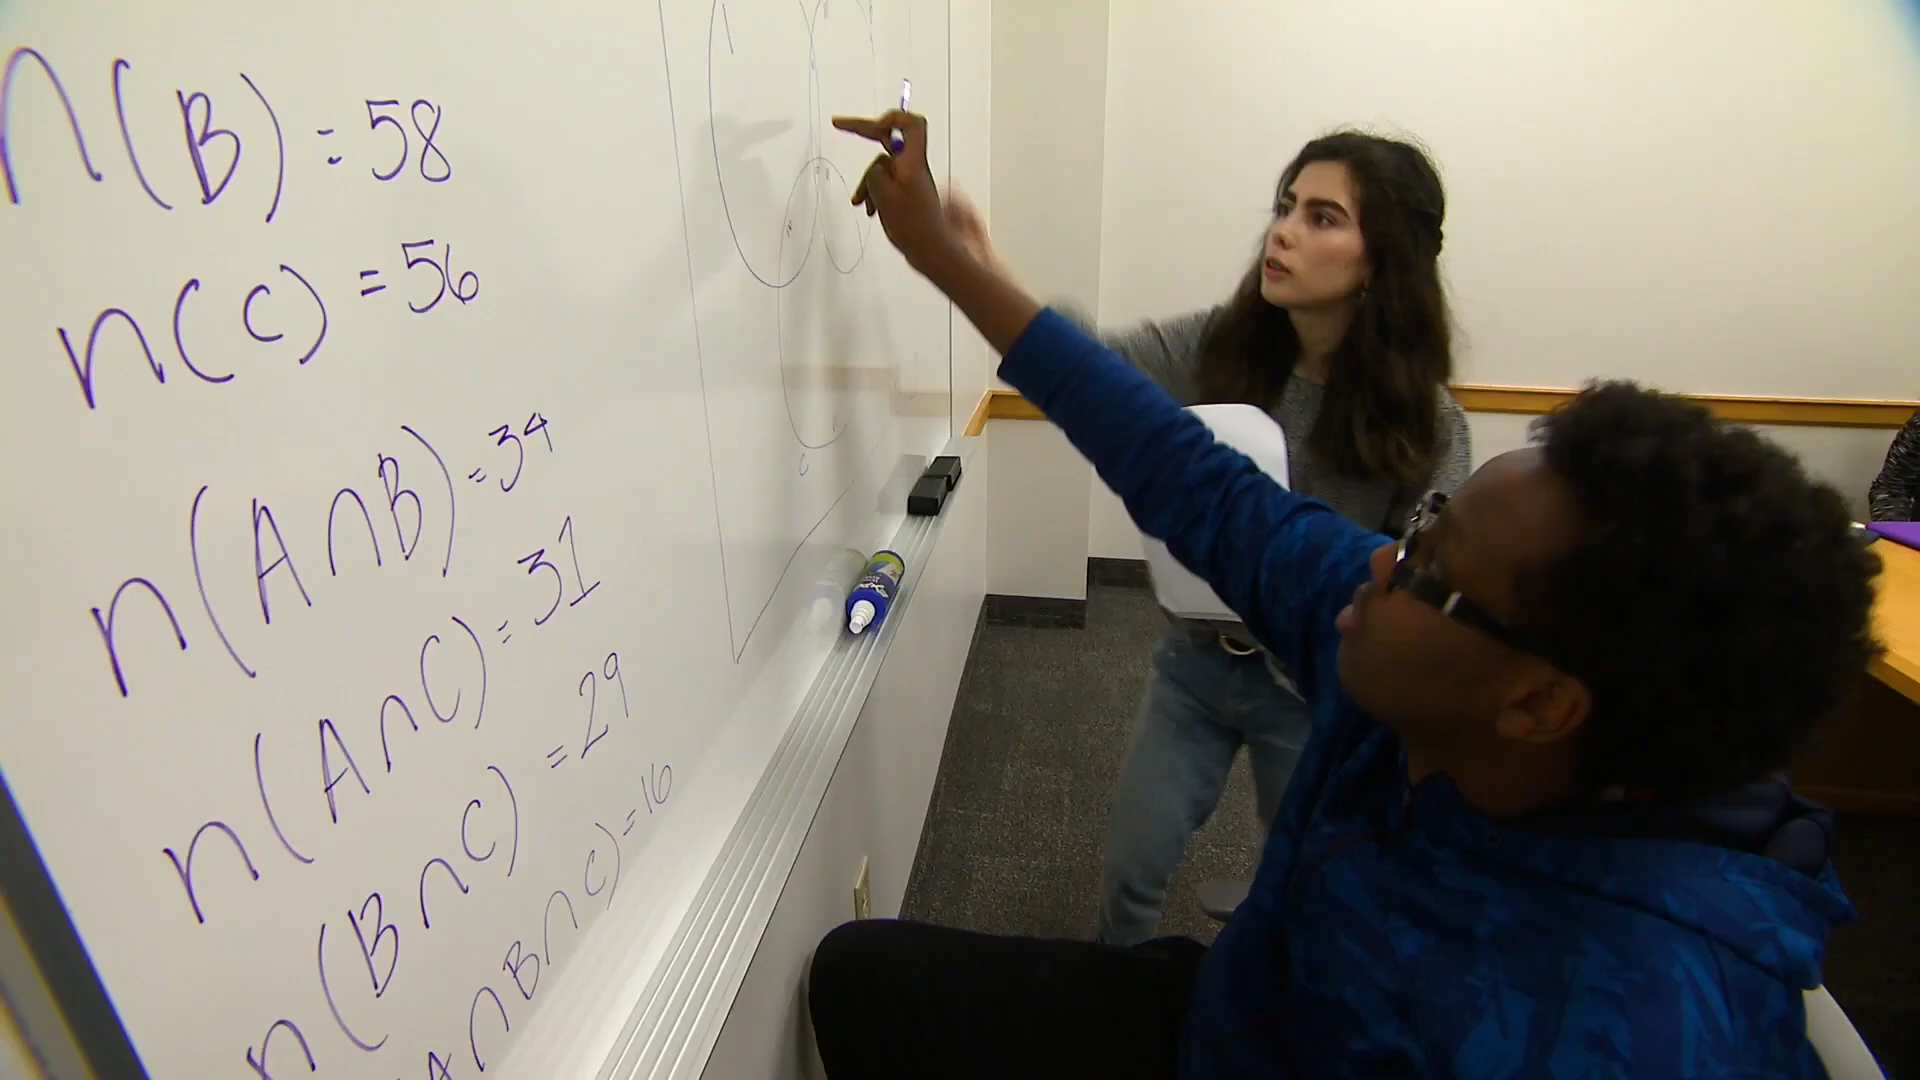 n(B) = 58
n(C) = 56
n(A∩B) = 34
n(A∩C) = 31
n(B∩C) = 29
A∩B∩C) = 16
C